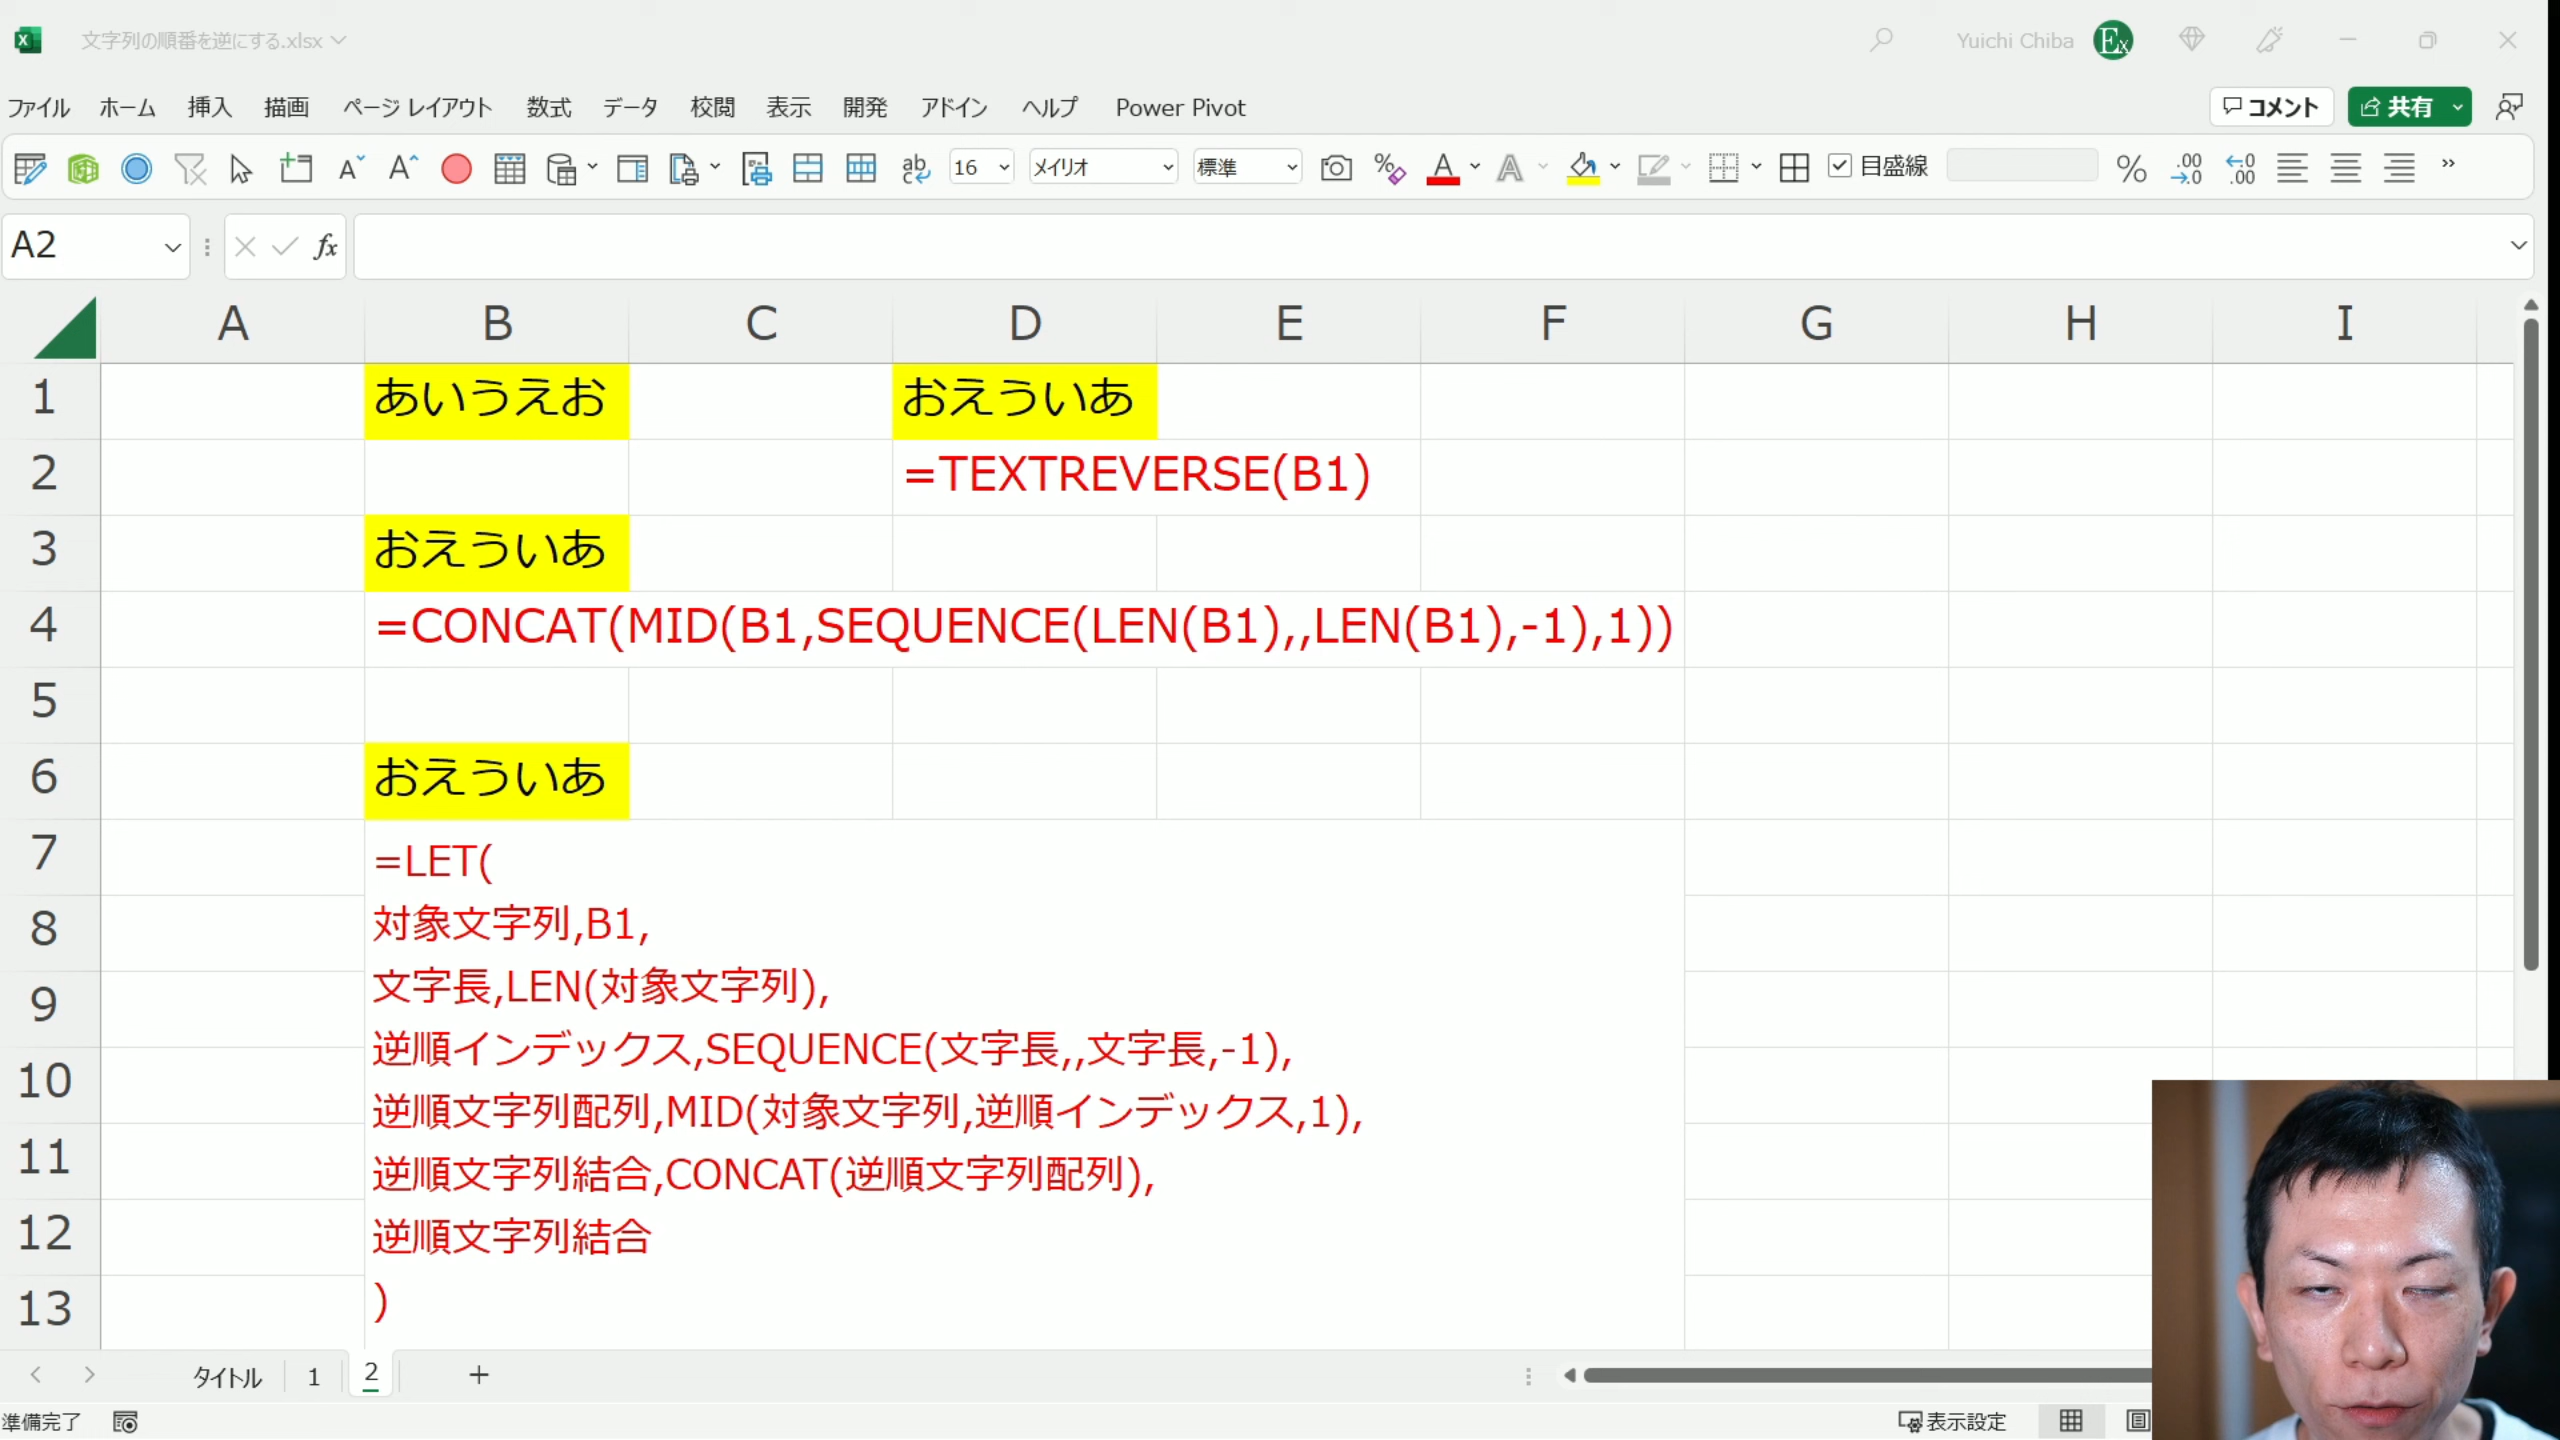 文字列の順番を逆にする.xlsx
Yuichi Chiba
Ex
ファイル ホーム 挿入 描画 ページ レイアウト 数式 データ 校閲 表示 開発 アドイン ヘルプ Power Pivot
コメント 共有
16 メイリオ 標準 目盛線
A2
fx
A B C D E F G H I
1 あいうえお おえういあ
2 =TEXTREVERSE(B1)
3 おえういあ
4 =CONCAT(MID(B1,SEQUENCE(LEN(B1),,LEN(B1),-1),1))
5
6 おえういあ
7 =LET(
8 対象文字列,B1,
9 文字長,LEN(対象文字列),
逆順インデックス,SEQUENCE(文字長,,文字長,-1),
10 逆順文字列配列,MID(対象文字列,逆順インデックス,1),
11 逆順文字列結合,CONCAT(逆順文字列配列),
12 逆順文字列結合
13 )
タイトル 1 2 +
準備完了
表示設定